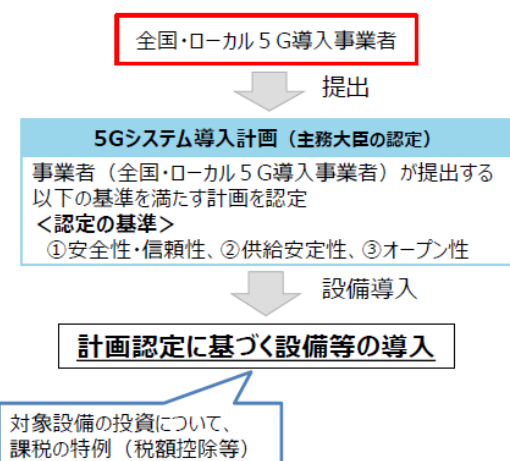 全国・ローカル５Ｇ導入事業者
提出
5Gシステム導入計画（主務大臣の認定）
事業者（全国・ローカル５Ｇ導入事業者）が提出する
以下の基準を満たす計画を認定
＜認定の基準＞
①安全性・信頼性、②供給安定性、③オープン性
設備導入
計画認定に基づく設備等の導入
対象設備の投資について、
課税の特例（税額控除等）